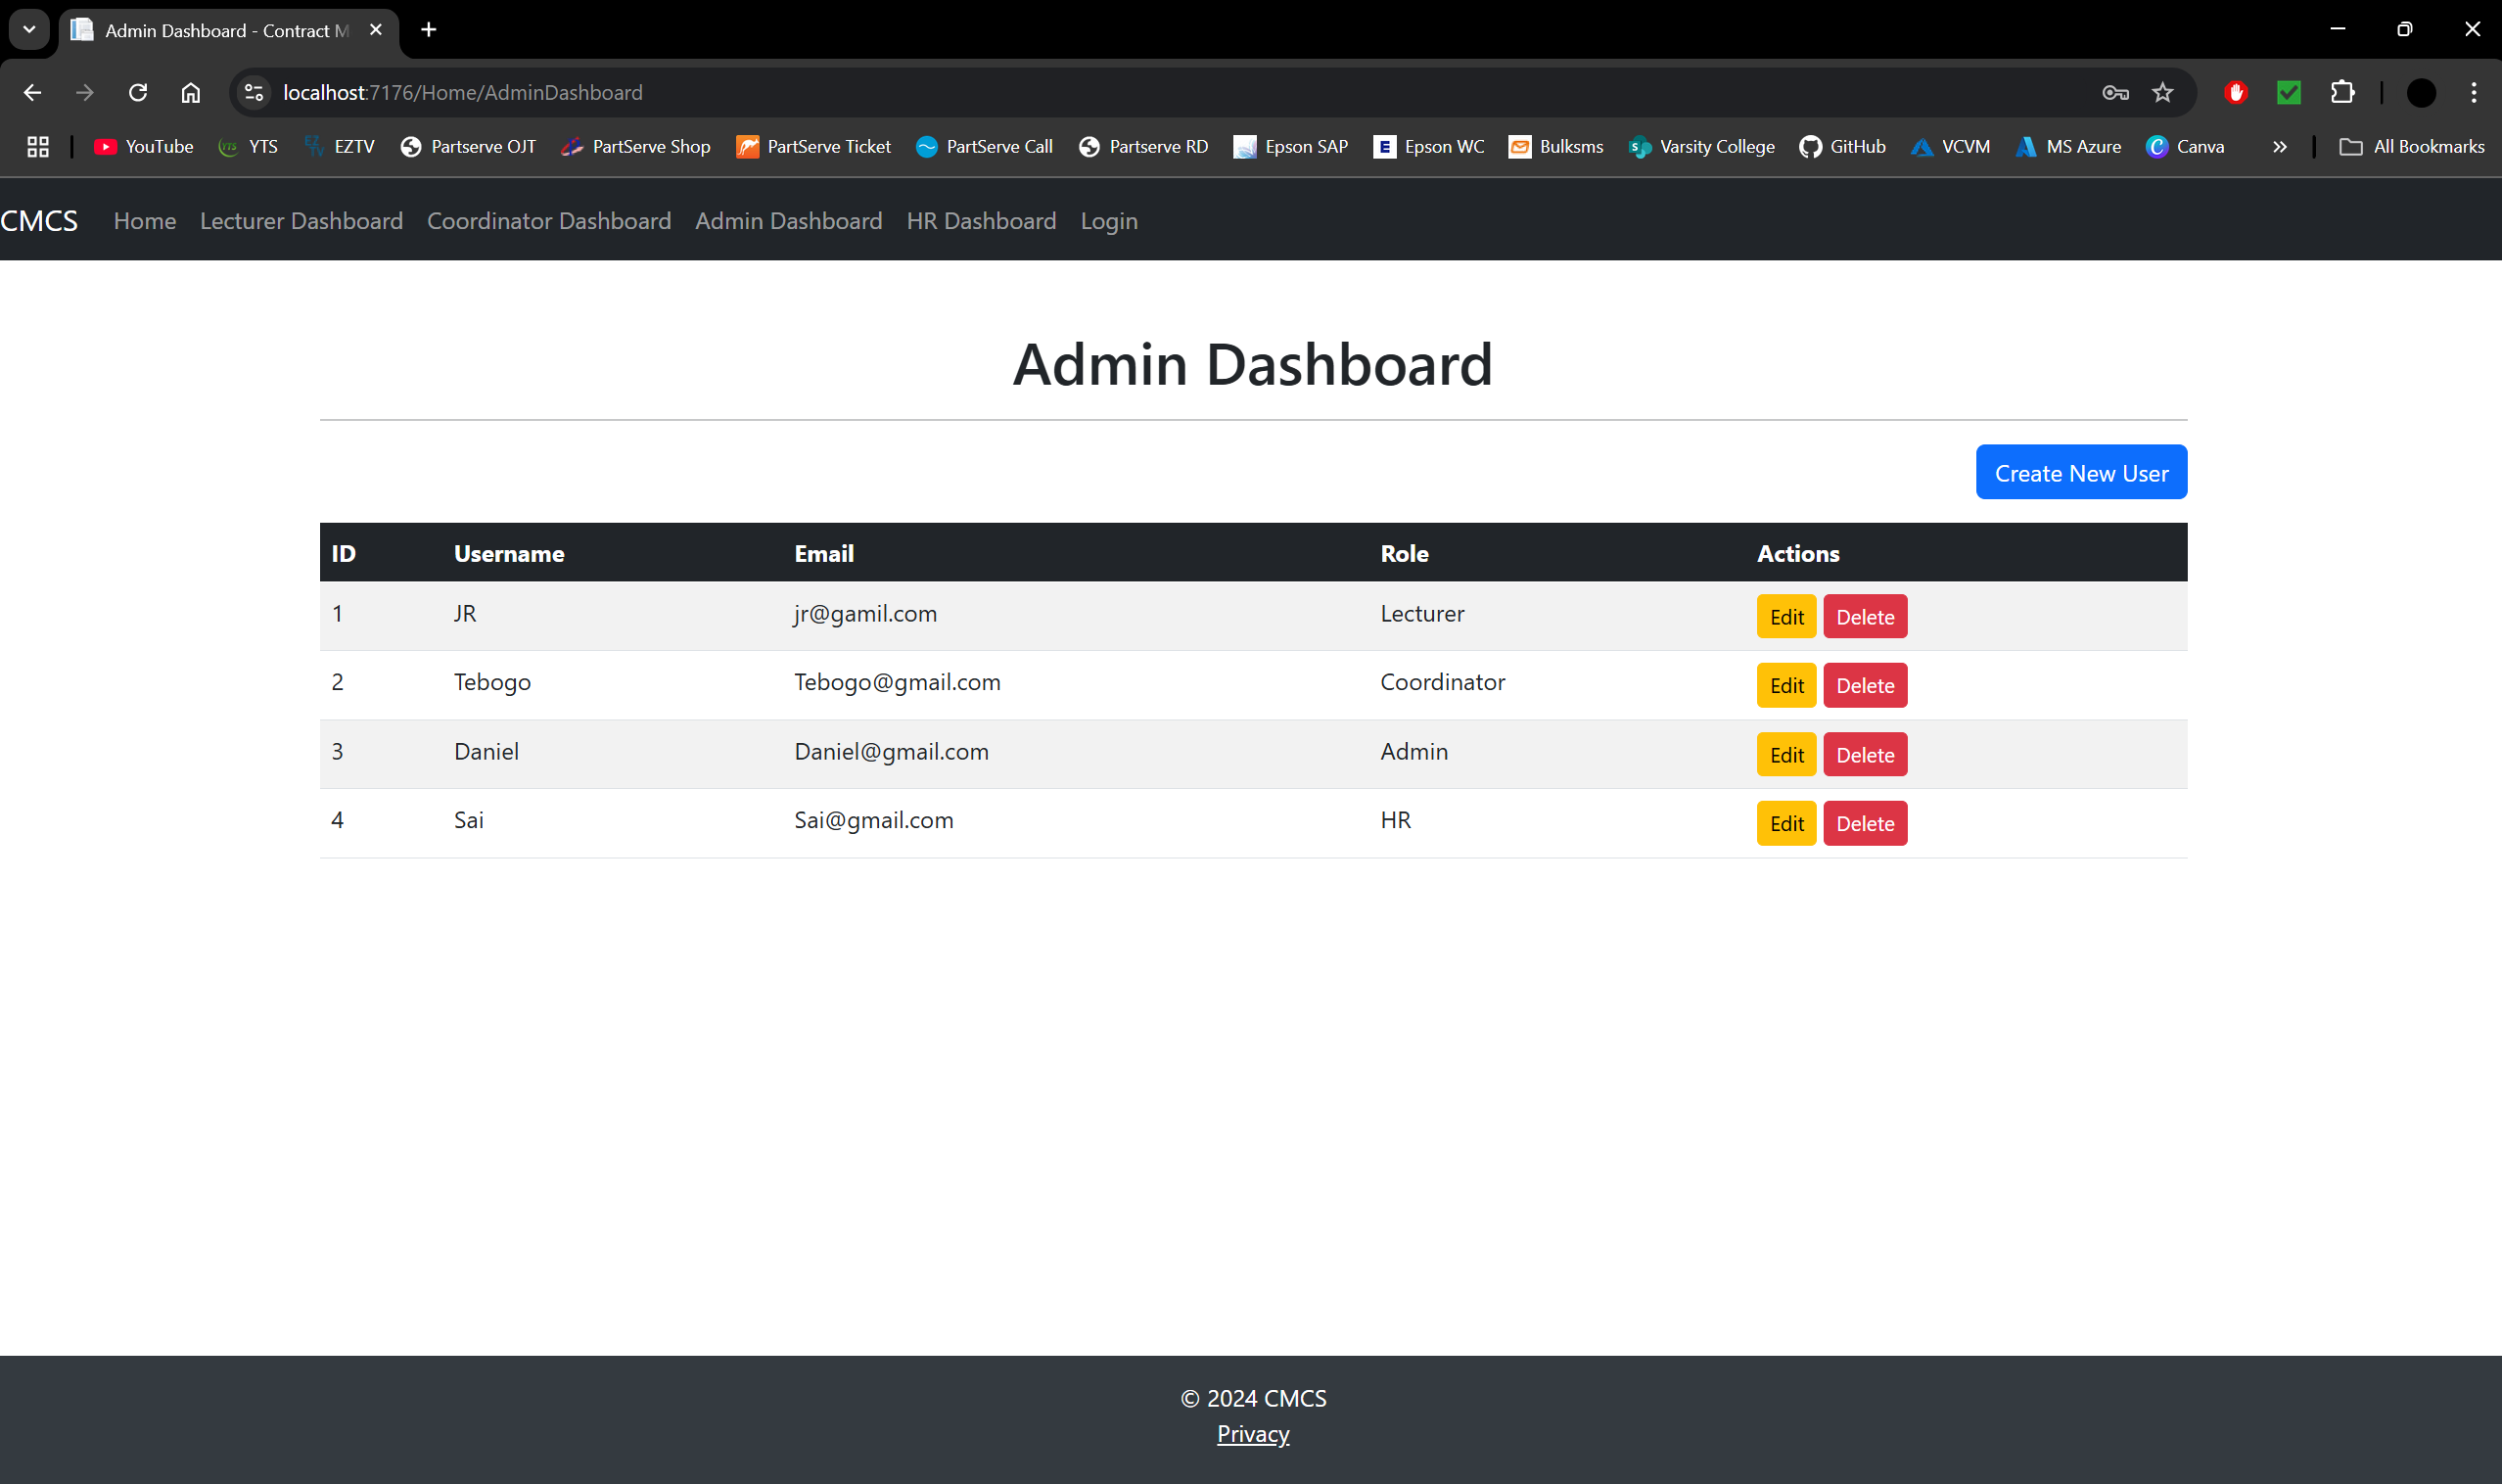 Admin Dashboard - Contract M
localhost:7176/Home/AdminDashboard
YouTube YTS EZTV Partserve OJT PartServe Shop PartServe Ticket PartServe Call Partserve RD Epson SAP Epson WC Bulksms Varsity College GitHub VCVM MS Azure Canva » All Bookmarks
CMCS Home Lecturer Dashboard Coordinator Dashboard Admin Dashboard HR Dashboard Login
Admin Dashboard
Create New User
ID Username Email Role Actions
1 JR jr@gamil.com Lecturer Edit Delete
2 Tebogo Tebogo@gmail.com Coordinator Edit Delete
3 Daniel Daniel@gmail.com Admin Edit Delete
4 Sai Sai@gmail.com HR Edit Delete
© 2024 CMCS
Privacy